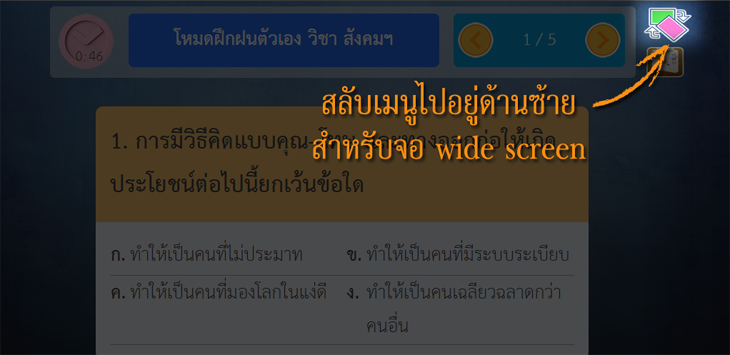 0:46
โหมดฝึกฝนตัวเอง วิชา สังคมฯ
1 / 5
สลับเมนูไปอยู่ด้านซ้าย
สำหรับจอ wide screen
1. การมีวิธีคิดแบบคุณ-โทษ
ประโยชน์ต่อไปนี้ยกเว้นข้อใด
ก. ทำให้เป็นคนที่ไม่ประมาท
ข. ทำให้เป็นคนที่มีระบบระเบียบ
ค. ทำให้เป็นคนที่มองโลกในแง่ดี
ง. ทำให้เป็นคนเฉลียวฉลาดกว่า
คนอื่น